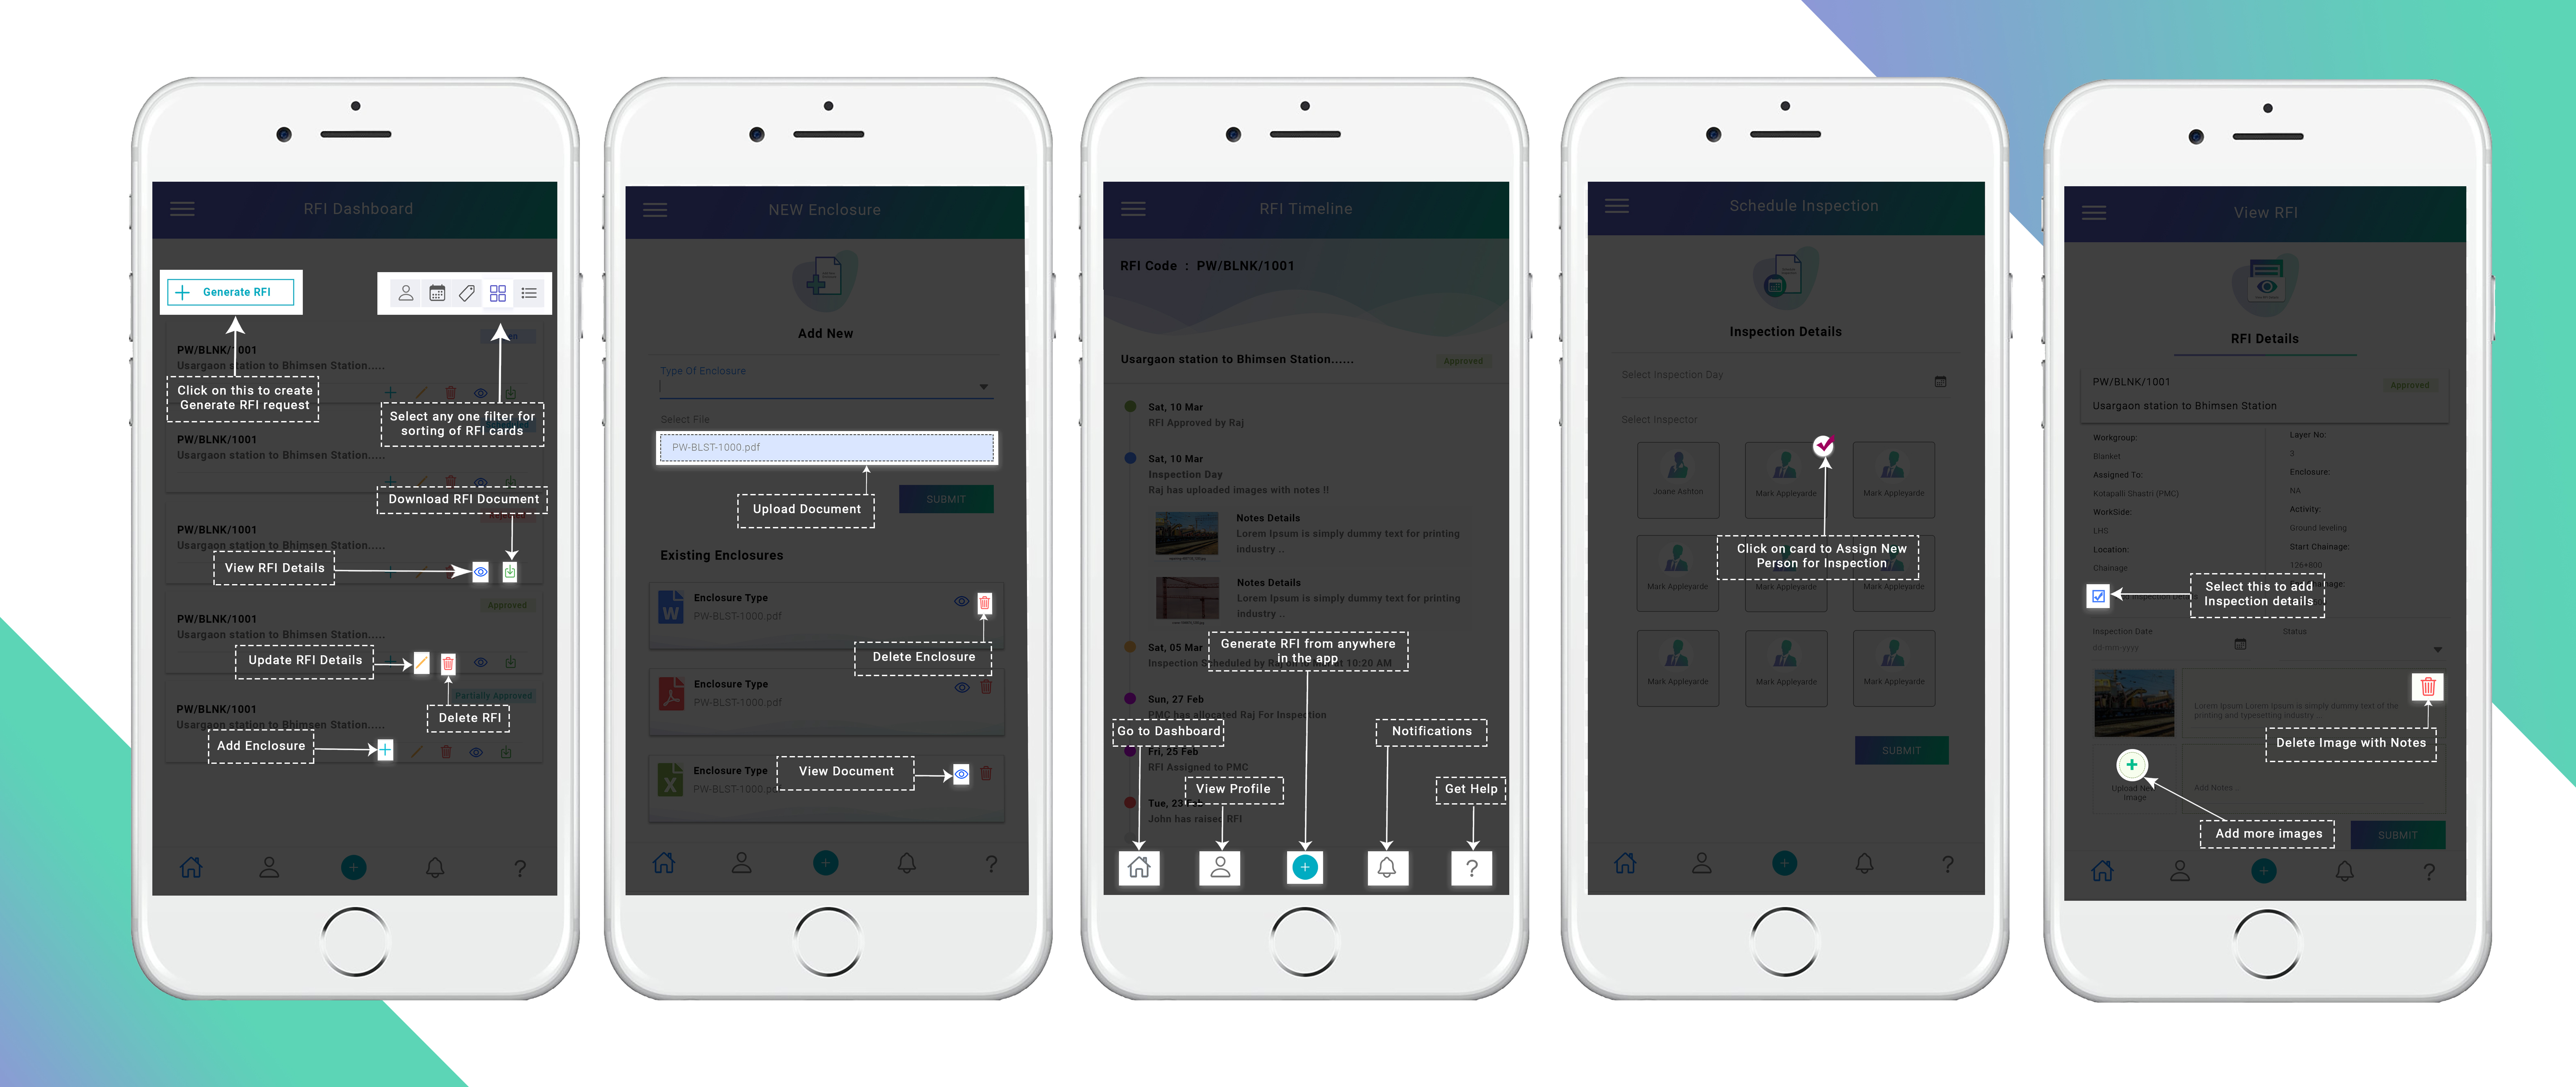 RFI Dashboard
Generate RFI
PW/BLNK/1001
Usargaon station to Bhimsen Station.....
Click on this to create
Generate RFI request
Select any one filter for
sorting of RFI cards
PW/BLNK/1001
Usargaon station to Bhimsen Station.....
Download RFI Document
PW/BLNK/1001
Usargaon station to Bhimsen Station.....
View RFI Details
Approved
PW/BLNK/1001
Usargaon station to Bhimsen Station.....
Update RFI Details
Partially Approved
PW/BLNK/1001
Usargaon station to Bhimsen Station.....
Delete RFI
Add Enclosure
?
NEW Enclosure
Add New
Type Of Enclosure
Select File
PW-BLST-1000.pdf
Upload Document
SUBMIT
Existing Enclosures
W
Enclosure Type
PW-BLST-1000.pdf
Delete Enclosure
Enclosure Type
PW-BLST-1000.pdf
X
Enclosure Type
PW-BLST-1000.pdf
View Document
?
RFI Timeline
RFI Code : PW/BLNK/1001
Usargaon station to Bhimsen Station......
Approved
Sat, 10 Mar
RFI Approved by Raj
Sat, 10 Mar
Inspection Day
Raj has uploaded images with notes !!
Notes Details
Lorem Ipsum is simply dummy text for printing
industry ..
Notes Details
Lorem Ipsum is simply dummy text for printing
industry ..
Generate RFI from anywhere
in the app
Sat, 05 Mar
Inspection Scheduled by Raj at 10:20 AM
Sun, 27 Feb
PMC has allocated Raj For Inspection
Go to Dashboard
Notifications
Fri, 25 Feb
RFI Assigned to PMC
View Profile
Get Help
Tue, 23 Feb
John has raised RFI
?
Schedule Inspection
Inspection Details
Select Inspection Day
Select Inspector
Joane Ashton
Mark Appleyarde
Mark Appleyarde
Click on card to Assign New
Person for Inspection
Mark Appleyarde
Mark Appleyarde
Mark Appleyarde
Mark Appleyarde
Mark Appleyarde
Mark Appleyarde
SUBMIT
?
View RFI
RFI Details
PW/BLNK/1001
Approved
Usargaon station to Bhimsen Station
Workgroup:
Blanket
Assigned To:
Kotapalli Shastri (PMC)
WorkSide:
LHS
Location:
Chainage
Layer No:
3
Enclosure:
NA
Activity:
Ground leveling
Start Chainage:
126+800
Select this to add
Inspection details
Inspection Date
dd-mm-yyyy
Status
Lorem Ipsum Lorem ipsum is simply dummy text of the
printing and typesetting industry...
Delete Image with Notes
Upload New
Image
Add Notes...
Add more images
SUBMIT
?